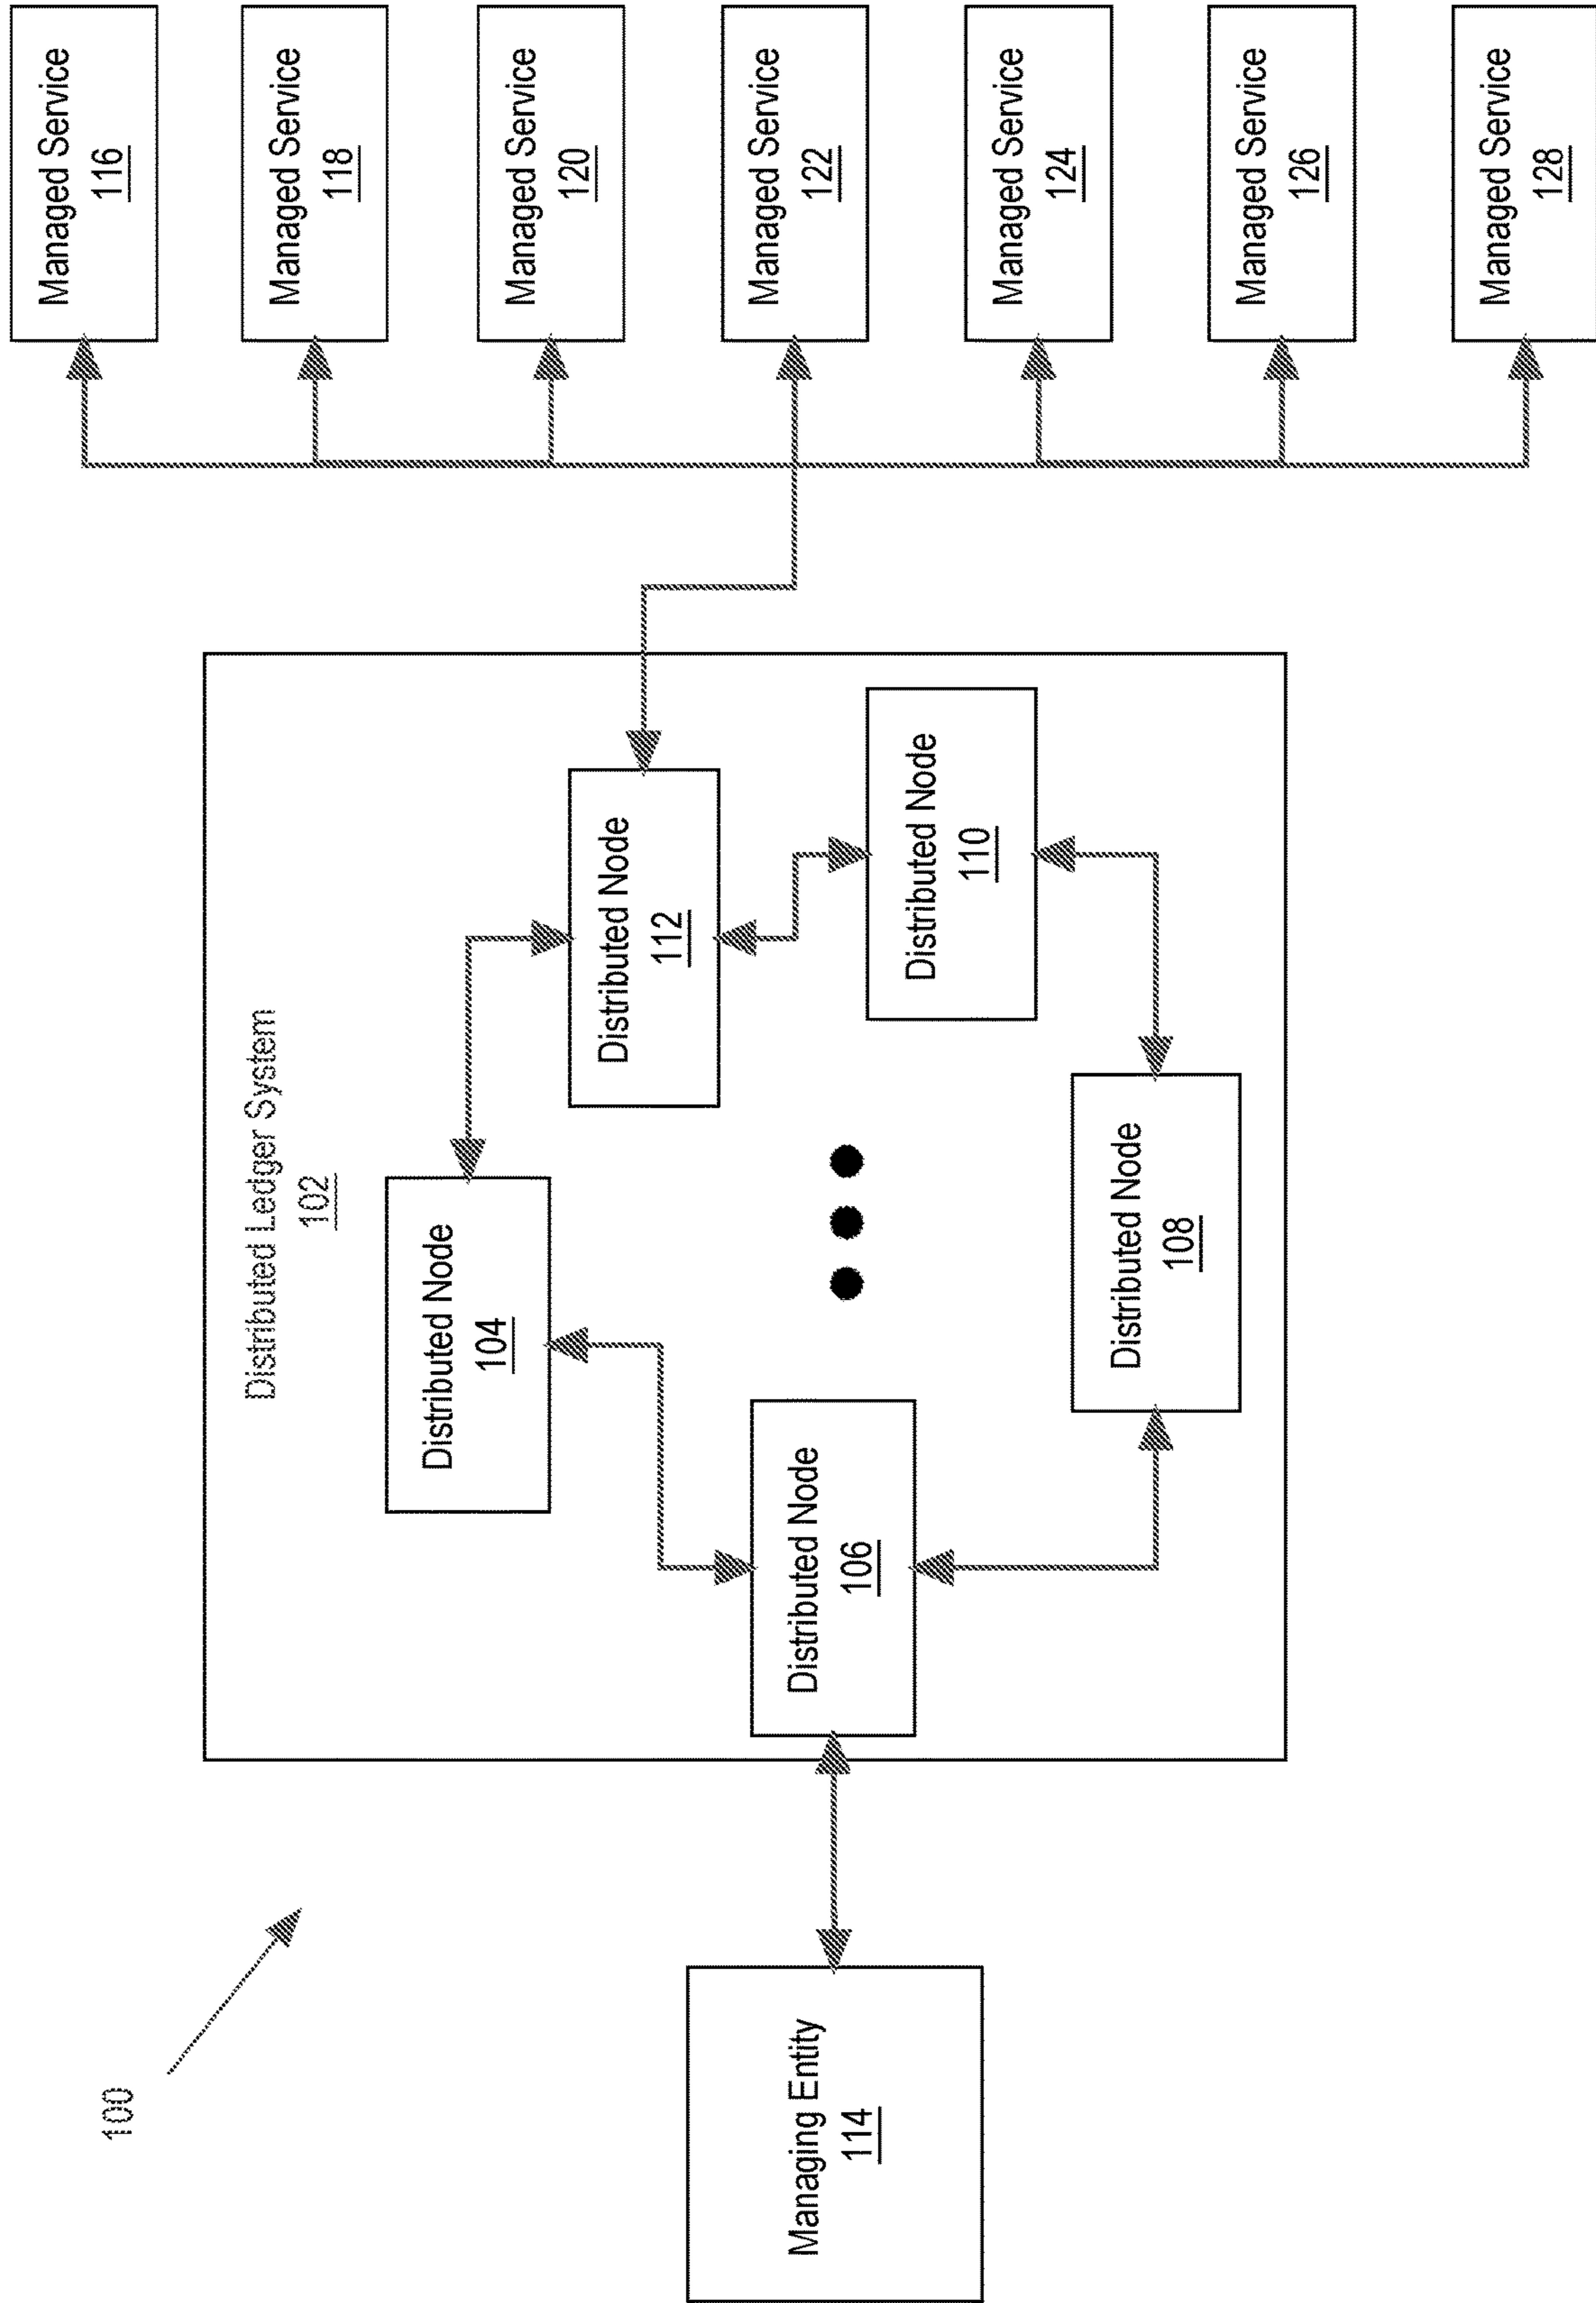 100
Distributed Ledger System
102
Distributed Node
104
Distributed Node
106
Distributed Node
108
Distributed Node
110
Distributed Node
112
Managing Entity
114
Managed Service
116
Managed Service
118
Managed Service
120
Managed Service
122
Managed Service
124
Managed Service
126
Managed Service
128